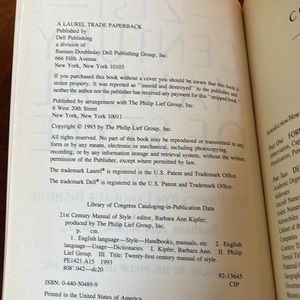 A LAUREL TRADE PAPERBACK
Published by
Dell Publishing
a division of
Bantam Doubleday Dell Publishing Group, Inc.
666 Fifth Avenue
New York, New York 10103
If you purchased this book without a cover you should be aware that this book is
stolen property. It was reported as "unsold and destroyed" to the publisher and
neither the author nor the publisher has received any payment for this "stripped book."
Published by arrangement with The Philip Lief Group, Inc.
6 West 20th Street
New York, New York 10011
Copyright © 1993 by The Philip Lief Group, Inc.
All rights reserved. No part of this book may be reproduced or transmitted in any
form or by any means, electronic or mechanical, including photocopying and
recording, or by any information storage and retrieval system, without the written
permission of the Publisher, except where permitted by law.
The trademark Laurel® is registered in the U.S. Patent and Trademark Office.
The trademark Dell® is registered in the U.S. Patent and Trademark Office.
Library of Congress Cataloging-in-Publication Data
21st Century Manual of Style / editor, Barbara Ann Kipfer;
produced by The Philip Lief Group, Inc.
p. cm.
1. English language—Style—Handbooks, manuals, etc. 2. English
language—Usage—Dictionaries. I. Kipfer, Barbara Ann. II. Philip
Lief Group. III. Title: Twenty-first century manual of style.
PE1421.A15 1993
808'.042—dc20 92-13645
CIP
ISBN: 0-440-50489-9
Printed in the United States of America